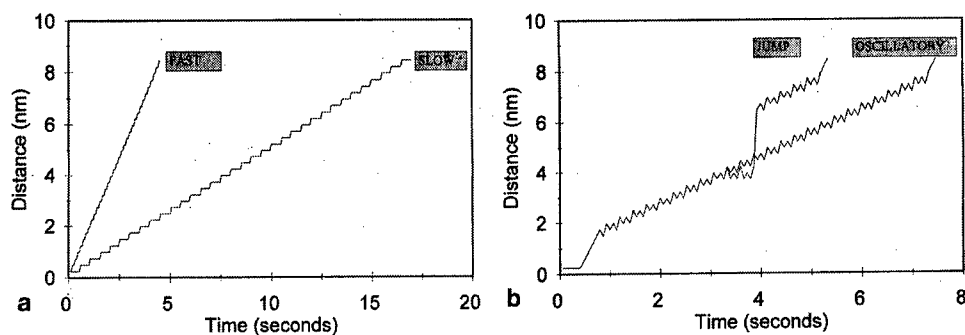 10
8
6
4
2
0
Distance (nm)
FAST
SLOW
0 5 10 15 20
Time (seconds)
a
10
8
6
4
2
0
Distance (nm)
JUMP
OSCILLATORY
0 2 4 6 8
Time (seconds)
b